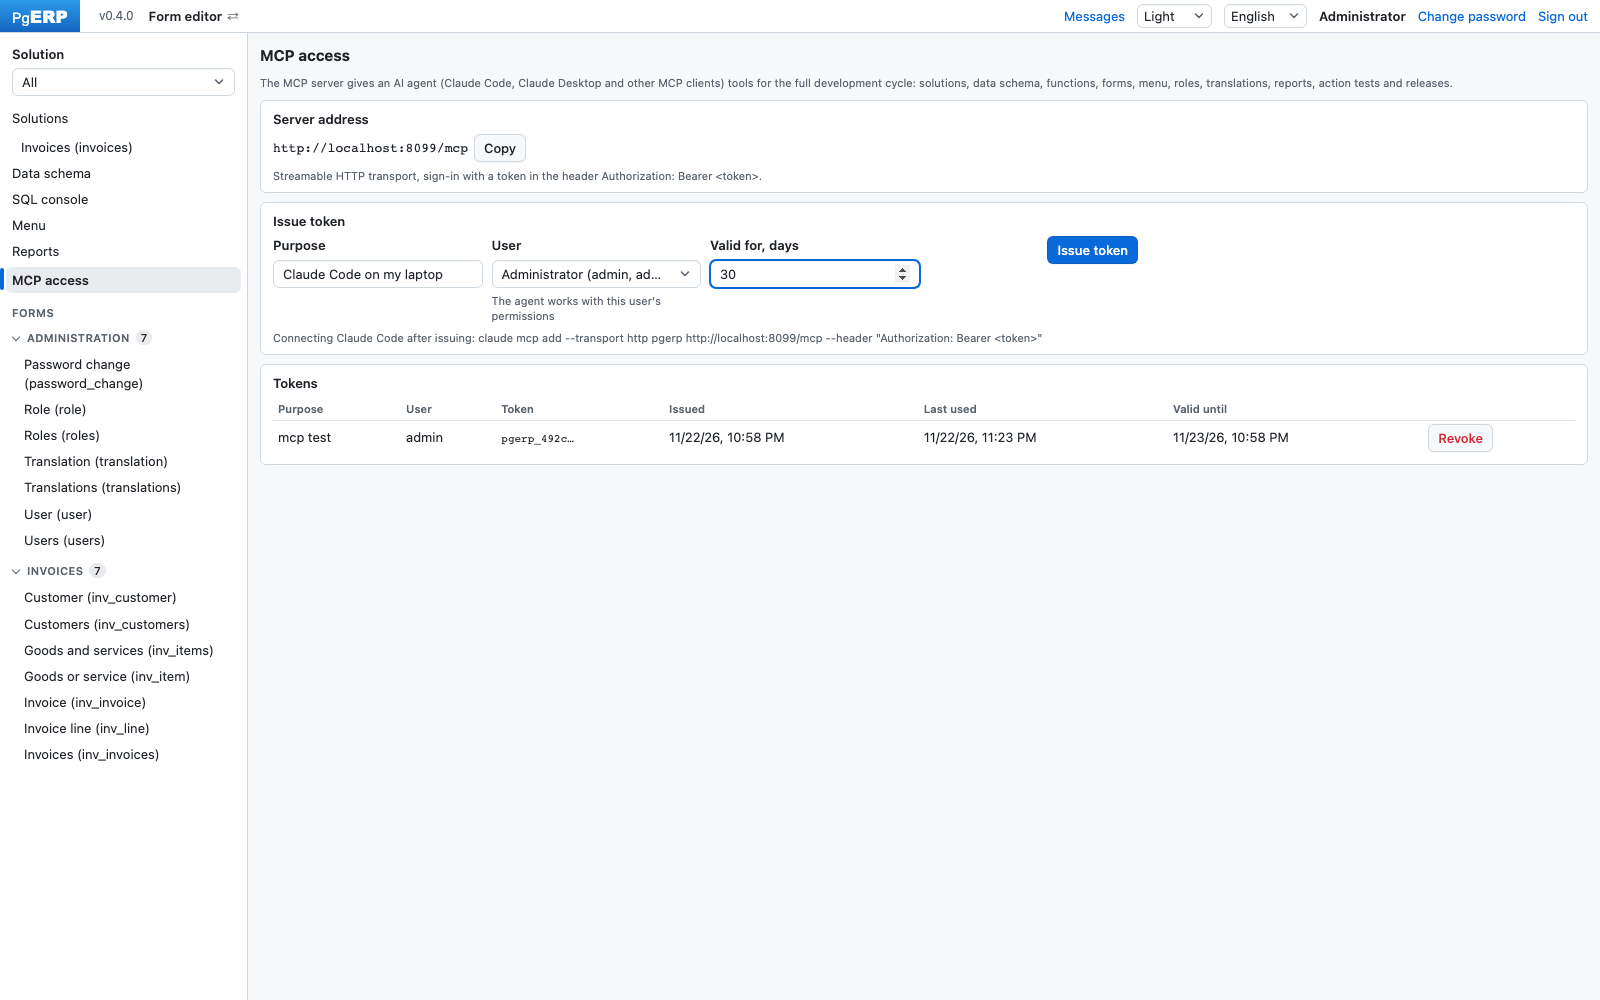 PgERP v0.4.0 Form editor ⇄ Messages Light English Administrator Change password Sign out
Solution
All
Solutions
Invoices (invoices)
Data schema
SQL console
Menu
Reports
MCP access
FORMS
ADMINISTRATION 7
Password change
(password_change)
Role (role)
Roles (roles)
Translation (translation)
Translations (translations)
User (user)
Users (users)
INVOICES 7
Customer (inv_customer)
Customers (inv_customers)
Goods and services (inv_items)
Goods or service (inv_item)
Invoice (inv_invoice)
Invoice line (inv_line)
Invoices (inv_invoices)
MCP access
The MCP server gives an AI agent (Claude Code, Claude Desktop and other MCP clients) tools for the full development cycle: solutions, data schema, functions, forms, menu, roles, translations, reports, action tests and releases.
Server address
http://localhost:8099/mcp Copy
Streamable HTTP transport, sign-in with a token in the header Authorization: Bearer <token>.
Issue token
Purpose User Valid for, days
Claude Code on my laptop Administrator (admin, ad... 30 Issue token
The agent works with this user's
permissions
Connecting Claude Code after issuing: claude mcp add --transport http pgerp http://localhost:8099/mcp --header "Authorization: Bearer <token>"
Tokens
Purpose User Token Issued Last used Valid until
mcp test admin pgerp_492c… 11/22/26, 10:58 PM 11/22/26, 11:23 PM 11/23/26, 10:58 PM Revoke